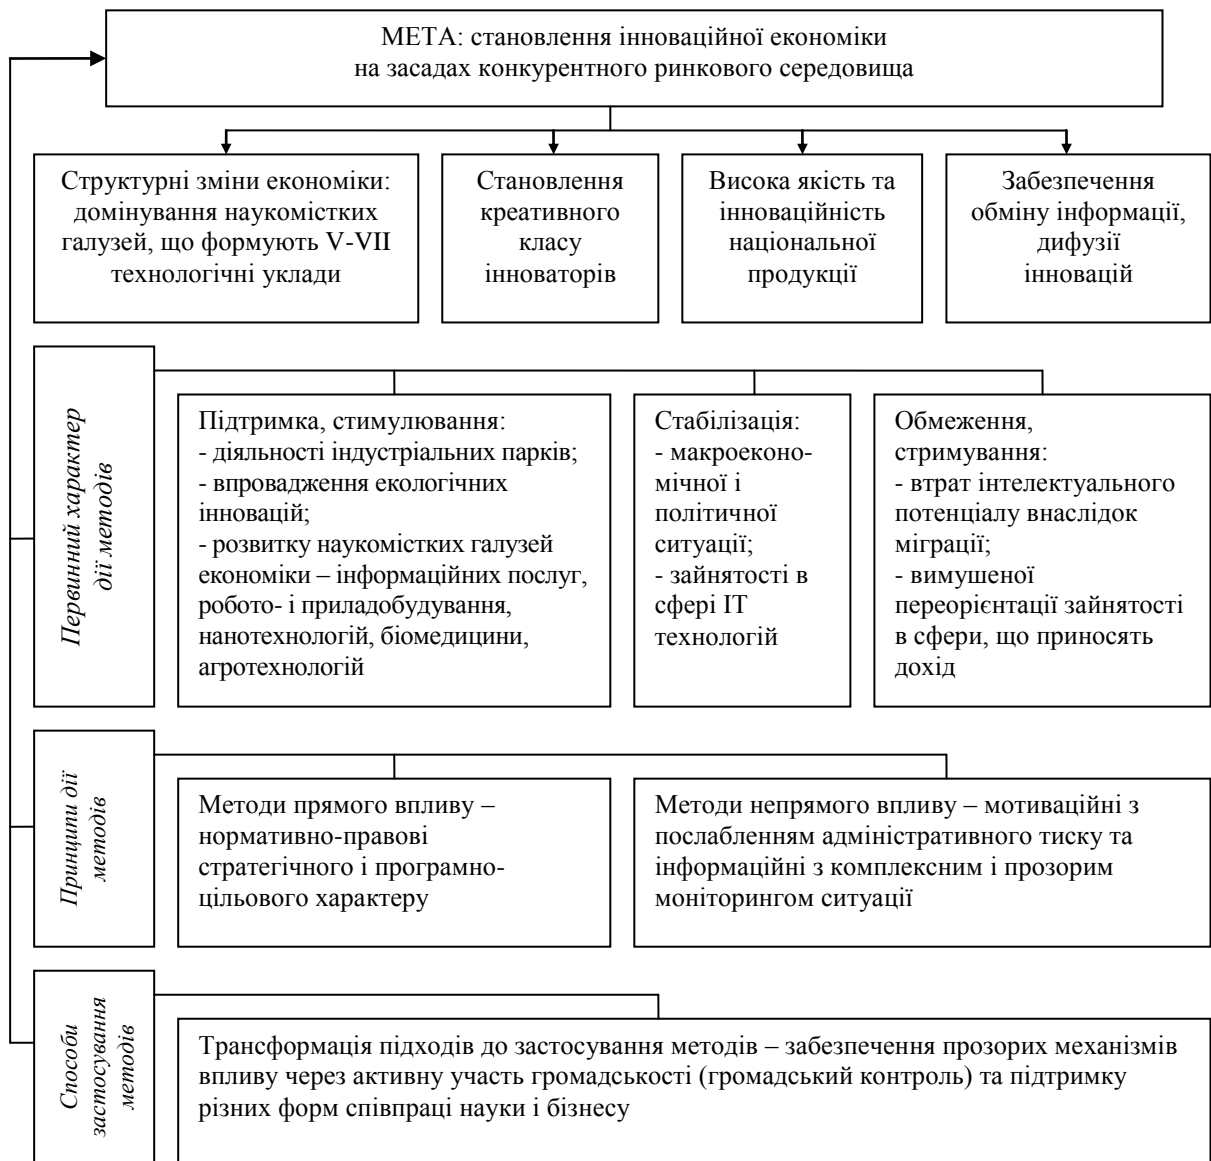 МЕТА: становлення інноваційної економіки
на засадах конкурентного ринкового середовища
Структурні зміни економіки:
домінування наукомістких
галузей, що формують V-VII
технологічні уклади
Становлення
креативного
класу
інноваторів
Висока якість та
інноваційність
національної
продукції
Забезпечення
обміну інформації,
дифузії
інновацій
Первинний характер
дії методів
Підтримка, стимулювання:
- діяльності індустріальних парків;
- впровадження екологічних
інновацій;
- розвитку наукомістких галузей
економіки – інформаційних послуг,
робото- і приладобудування,
нанотехнологій, біомедицини,
агротехнологій
Стабілізація:
- макроеконо-
мічної і
політичної
ситуації;
- зайнятості в
сфері ІТ
технологій
Обмеження,
стримування:
- втрат інтелектуального
потенціалу внаслідок
міграції;
- вимушеної
переорієнтації зайнятості
в сфери, що приносять
дохід
Принципи дії
методів
Методи прямого впливу –
нормативно-правові
стратегічного і програмно-
цільового характеру
Методи непрямого впливу – мотиваційні з
послабленням адміністративного тиску та
інформаційні з комплексним і прозорим
моніторингом ситуації
Способи
застосування
методів
Трансформація підходів до застосування методів – забезпечення прозорих механізмів
впливу через активну участь громадськості (громадський контроль) та підтримку
різних форм співпраці науки і бізнесу